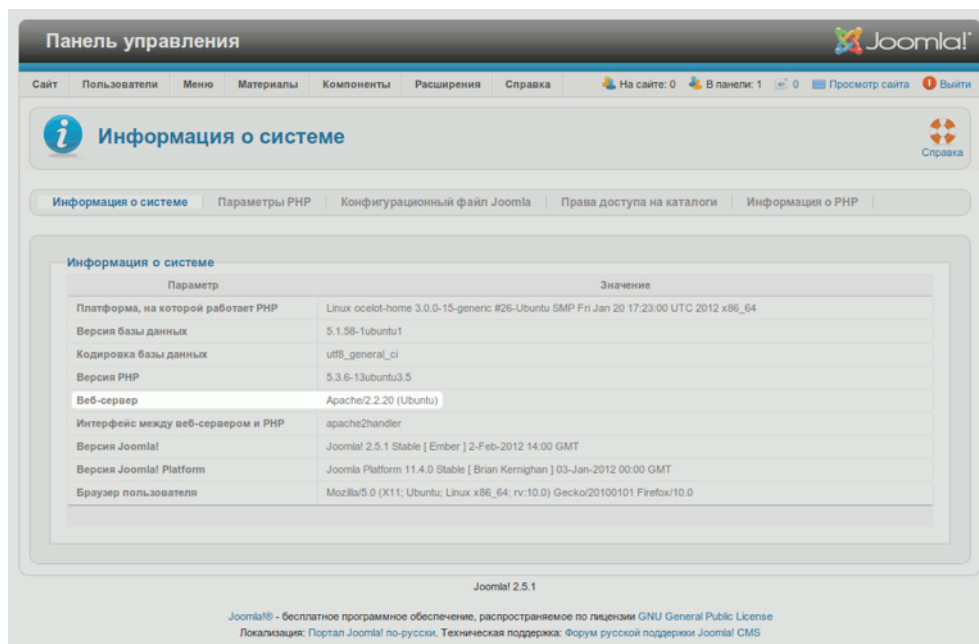 Панель управления
Joomla!
Сайт Пользователи Меню Материалы Компоненты Расширения Справка На сайте: 0 В панели: 1 0 Просмотр сайта Выйти
Информация о системе
Справка
Информация о системе Параметры PHP Конфигурационный файл Joomla Права доступа на каталоги Информация о PHP
Информация о системе
Параметр Значение
Платформа, на которой работает PHP Linux ocelot-home 3.0.0-15-generic #26-Ubuntu SMP Fri Jan 20 17:23:00 UTC 2012 x86_64
Версия базы данных 5.1.58-1ubuntu1
Кодировка базы данных utf8_general_ci
Версия PHP 5.3.6-13ubuntu3.5
Веб-сервер Apache/2.2.20 (Ubuntu)
Интерфейс между веб-сервером и PHP apache2handler
Версия Joomla! Joomla! 2.5.1 Stable [ Ember ] 2-Feb-2012 14:00 GMT
Версия Joomla! Platform Joomla Platform 11.4.0 Stable [ Brian Kernighan ] 03-Jan-2012 00:00 GMT
Браузер пользователя Mozilla/5.0 (X11; Ubuntu; Linux x86_64; rv:10.0) Gecko/20100101 Firefox/10.0
Joomla! 2.5.1
Joomla!® - бесплатное программное обеспечение, распространяемое по лицензии GNU General Public License
Локализация: Портал Joomla! по-русски. Техническая поддержка: Форум русской поддержки Joomla! CMS